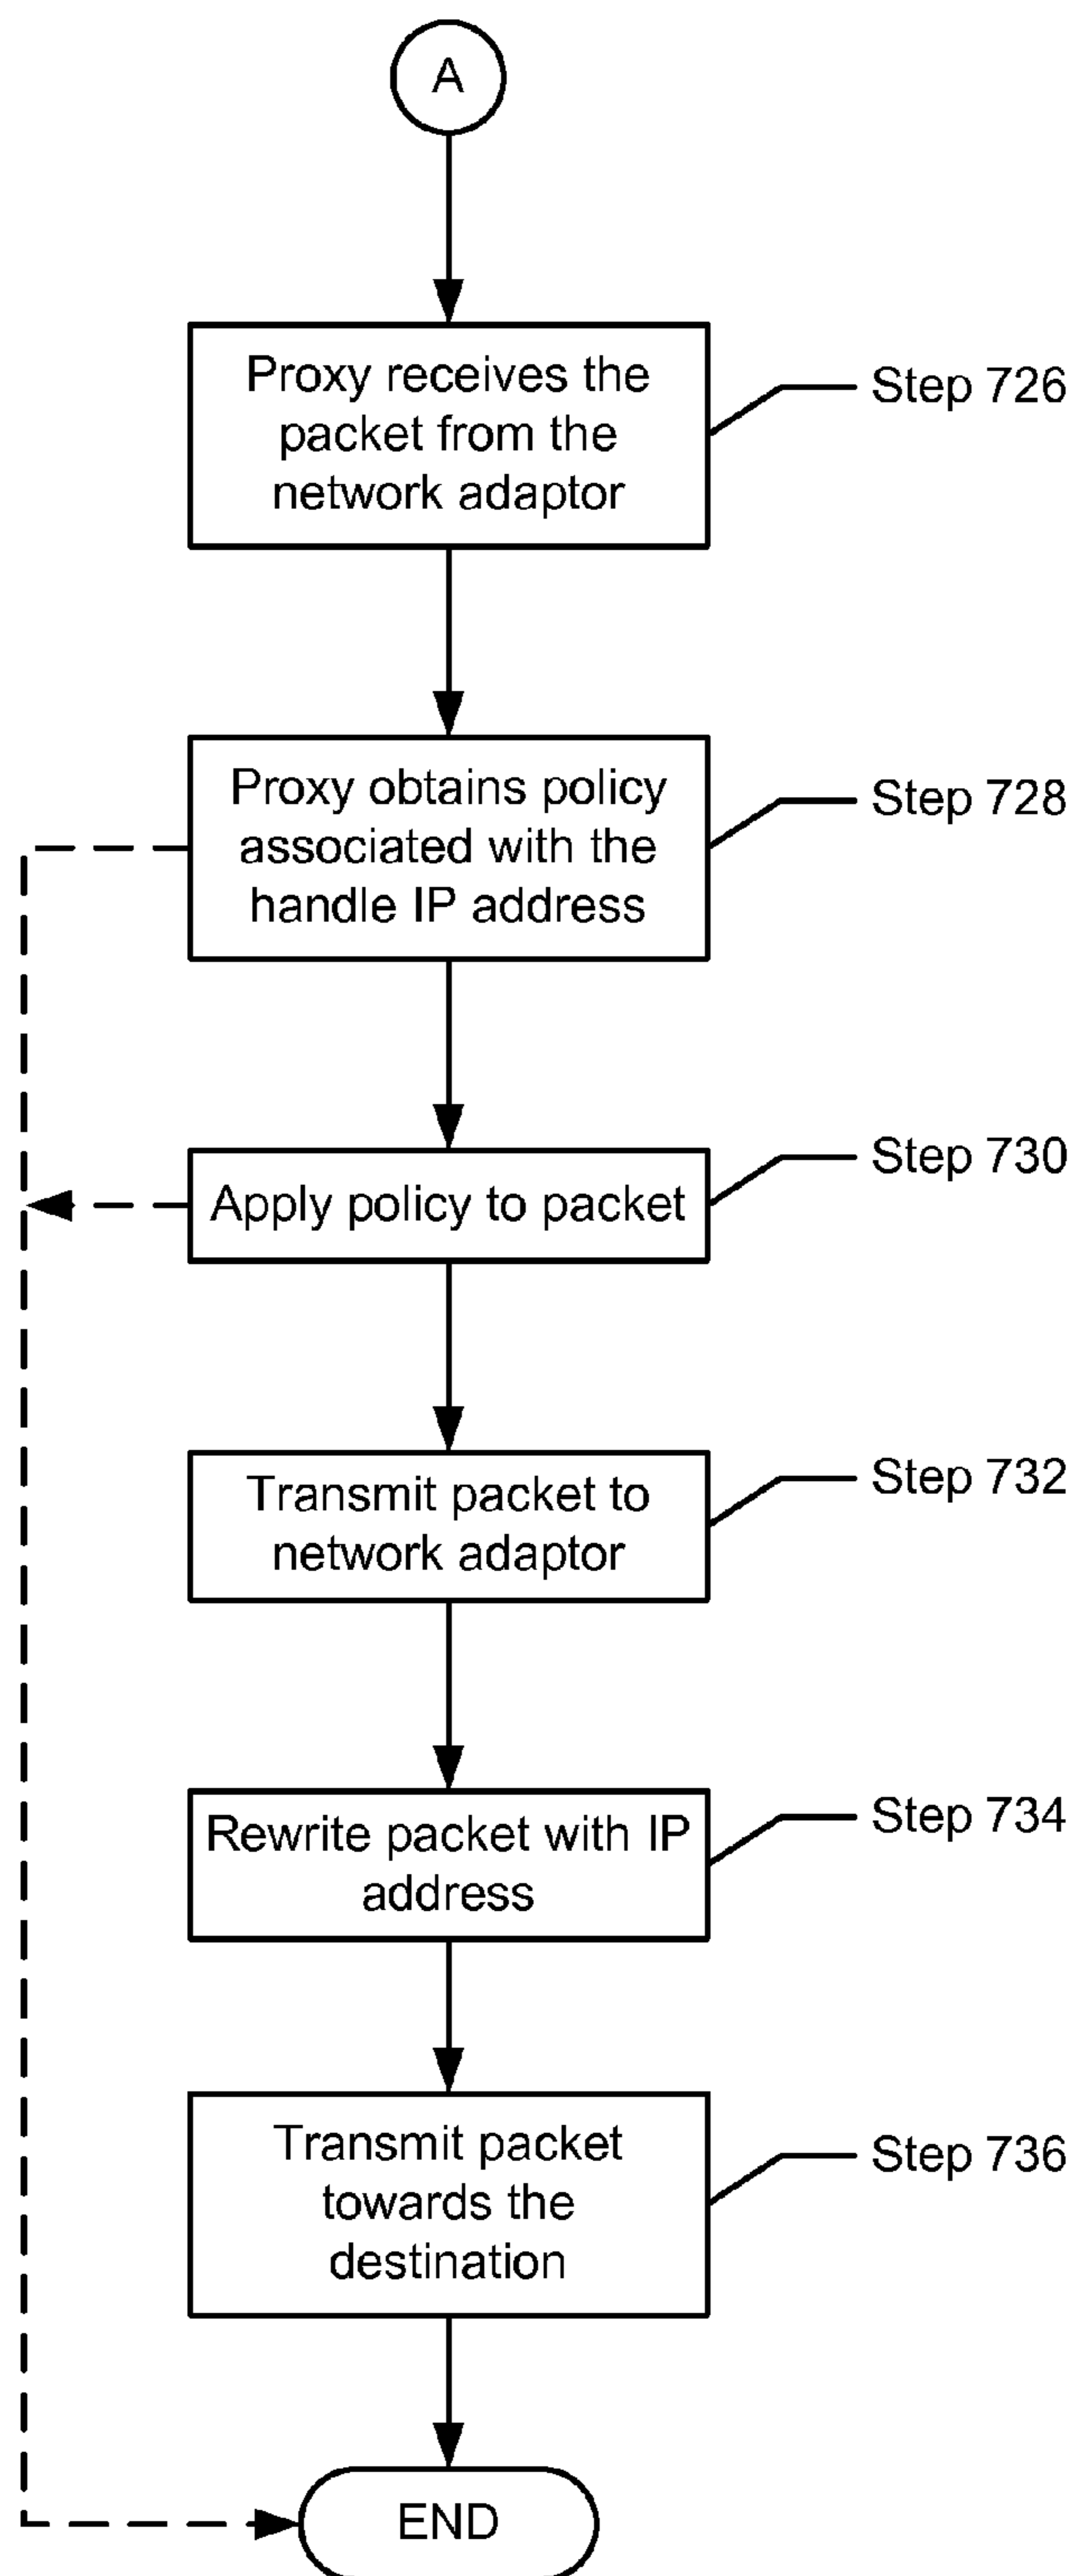 A
Proxy receives the
packet from the
network adaptor
Step 726
Proxy obtains policy
associated with the
handle IP address
Step 728
Apply policy to packet
Step 730
Transmit packet to
network adaptor
Step 732
Rewrite packet with IP
address
Step 734
Transmit packet
towards the
destination
Step 736
END